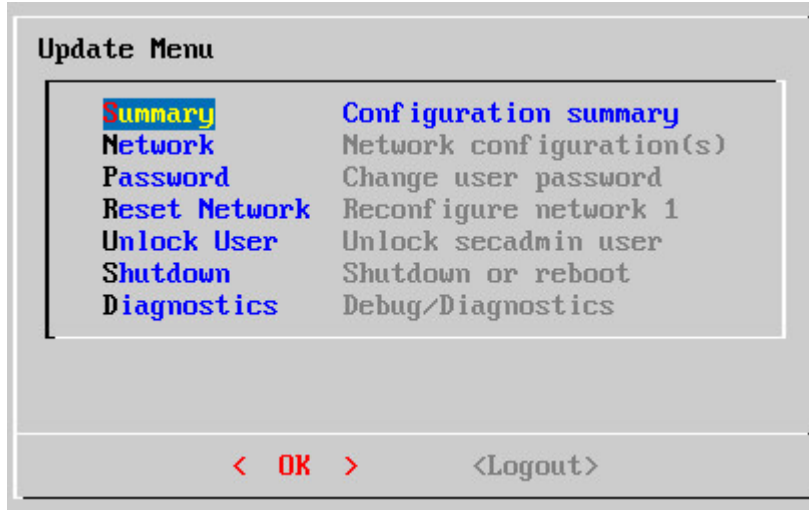 Update Menu
Summary Configuration summary
Network Network configuration(s)
Password Change user password
Reset Network Reconfigure network 1
Unlock User Unlock secadmin user
Shutdown Shutdown or reboot
Diagnostics Debug/Diagnostics
< OK > <Logout>